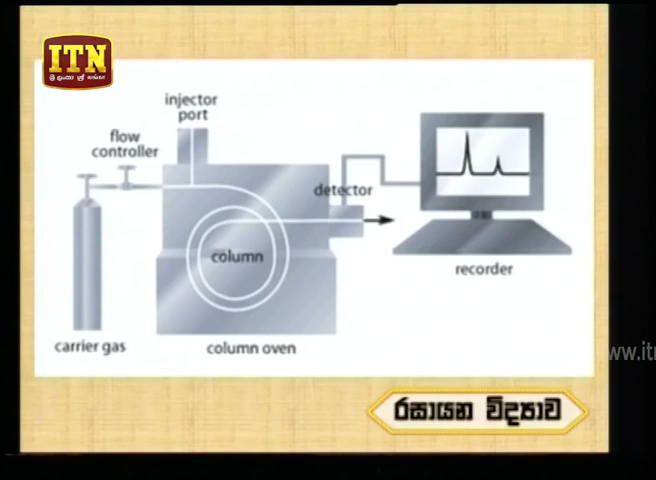 ITN
injector
port
flow
controller
detector
column
recorder
carrier gas
column oven
රසායන විද්‍යාව